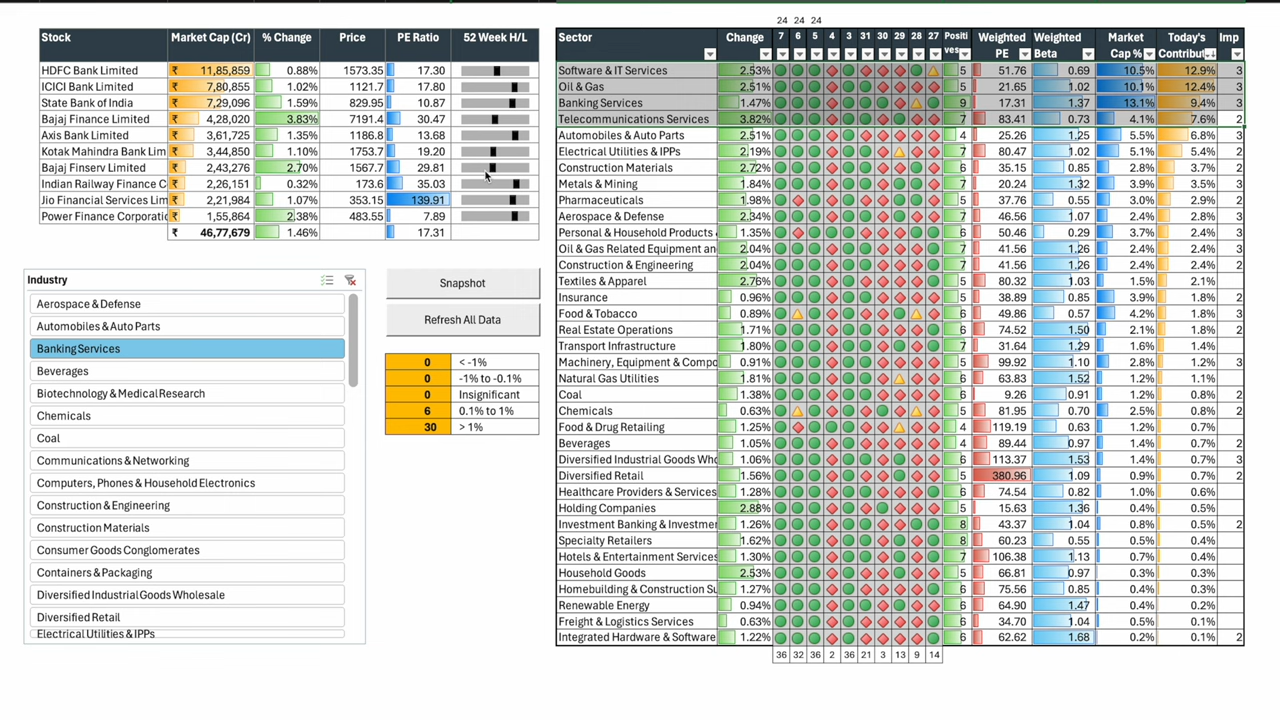 24 24 24
Stock Market Cap (Cr) % Change Price PE Ratio 52 Week H/L
HDFC Bank Limited ₹ 11,85,859 0.88% 1573.35 17.30
ICICI Bank Limited ₹ 7,80,855 1.02% 1121.7 17.80
State Bank of India ₹ 7,29,096 1.59% 829.95 10.87
Bajaj Finance Limited ₹ 4,28,020 3.83% 7191.4 30.47
Axis Bank Limited ₹ 3,61,725 1.35% 1186.8 13.68
Kotak Mahindra Bank Lim ₹ 3,44,850 1.10% 1753.7 19.20
Bajaj Finserv Limited ₹ 2,43,276 2.70% 1567.7 29.81
Indian Railway Finance C ₹ 2,26,151 0.32% 173.6 35.03
Jio Financial Services Lim ₹ 2,21,984 1.07% 353.15 139.91
Power Finance Corporatic ₹ 1,55,864 2.38% 483.55 7.89
₹ 46,77,679 1.46% 17.31
Industry
Aerospace & Defense
Automobiles & Auto Parts
Banking Services
Beverages
Biotechnology & Medical Research
Chemicals
Coal
Communications & Networking
Computers, Phones & Household Electronics
Construction & Engineering
Construction Materials
Consumer Goods Conglomerates
Containers & Packaging
Diversified Industrial Goods Wholesale
Diversified Retail
Electrical Utilities & IPPs
Snapshot
Refresh All Data
0 < -1%
0 -1% to -0.1%
0 Insignificant
6 0.1% to 1%
30 > 1%
Sector Change 7 6 5 4 3 31 30 29 28 27 Positi Weighted Weighted Market Today's Imp
ves PE Beta Cap % Contribut
Software & IT Services 2.53% 5 51.76 0.69 10.5% 12.9% 3
Oil & Gas 2.51% 5 21.65 1.02 10.1% 12.4% 3
Banking Services 1.47% 9 17.31 1.37 13.1% 9.4% 3
Telecommunications Services 3.82% 7 83.41 0.73 4.1% 7.6% 2
Automobiles & Auto Parts 2.51% 4 25.26 1.25 5.5% 6.8% 3
Electrical Utilities & IPPs 2.19% 7 80.47 1.02 5.1% 5.4% 2
Construction Materials 2.72% 6 35.15 0.85 2.8% 3.9% 3
Metals & Mining 1.84% 7 20.24 1.32 3.9% 3.5% 3
Pharmaceuticals 1.98% 5 37.76 0.55 3.0% 2.9% 2
Aerospace & Defense 2.34% 7 46.56 1.07 2.4% 2.8% 3
Personal & Household Products 1.35% 6 50.46 0.29 3.7% 2.4% 3
Oil & Gas Related Equipment an 2.04% 7 41.56 1.26 2.4% 2.4% 3
Construction & Engineering 2.04% 7 41.56 1.26 2.4% 2.4% 2
Textiles & Apparel 2.76% 5 80.32 1.03 1.5% 2.1%
Insurance 0.96% 5 38.89 0.85 3.9% 1.8% 2
Food & Tobacco 0.89% 6 49.86 0.57 4.2% 1.8% 3
Real Estate Operations 1.71% 6 74.52 1.50 2.1% 1.8% 2
Transport Infrastructure 1.80% 7 31.64 1.29 1.6% 1.4%
Machinery, Equipment & Compo 0.91% 5 99.92 1.10 2.8% 1.2% 3
Natural Gas Utilities 1.81% 6 63.83 1.52 1.2% 1.1%
Coal 1.38% 6 9.26 0.91 1.2% 0.8% 2
Chemicals 0.63% 5 81.95 0.70 2.5% 0.8% 2
Food & Drug Retailing 1.25% 4 119.19 0.63 1.2% 0.7%
Beverages 1.05% 4 89.44 0.97 1.4% 0.7% 2
Diversified Industrial Goods Who 1.06% 6 113.37 1.53 1.4% 0.7% 3
Diversified Retail 1.56% 5 380.96 1.09 0.9% 0.7% 2
Healthcare Providers & Services 1.28% 6 74.54 0.82 1.0% 0.6%
Holding Companies 2.88% 5 15.63 1.36 0.4% 0.5%
Investment Banking & Investmer 1.26% 8 43.37 1.04 0.8% 0.5% 2
Specialty Retailers 1.62% 8 60.23 0.55 0.5% 0.4%
Hotels & Entertainment Services 1.30% 7 106.38 1.13 0.7% 0.4%
Household Goods 2.53% 5 66.81 0.97 0.3% 0.3%
Homebuilding & Construction Su 1.27% 6 75.56 0.85 0.4% 0.3%
Renewable Energy 0.94% 6 64.90 1.47 0.4% 0.2%
Freight & Logistics Services 0.63% 6 34.70 1.04 0.5% 0.1%
Integrated Hardware & Software 1.22% 6 62.62 1.68 0.2% 0.1% 2
36 32 36 2 36 21 3 13 9 14